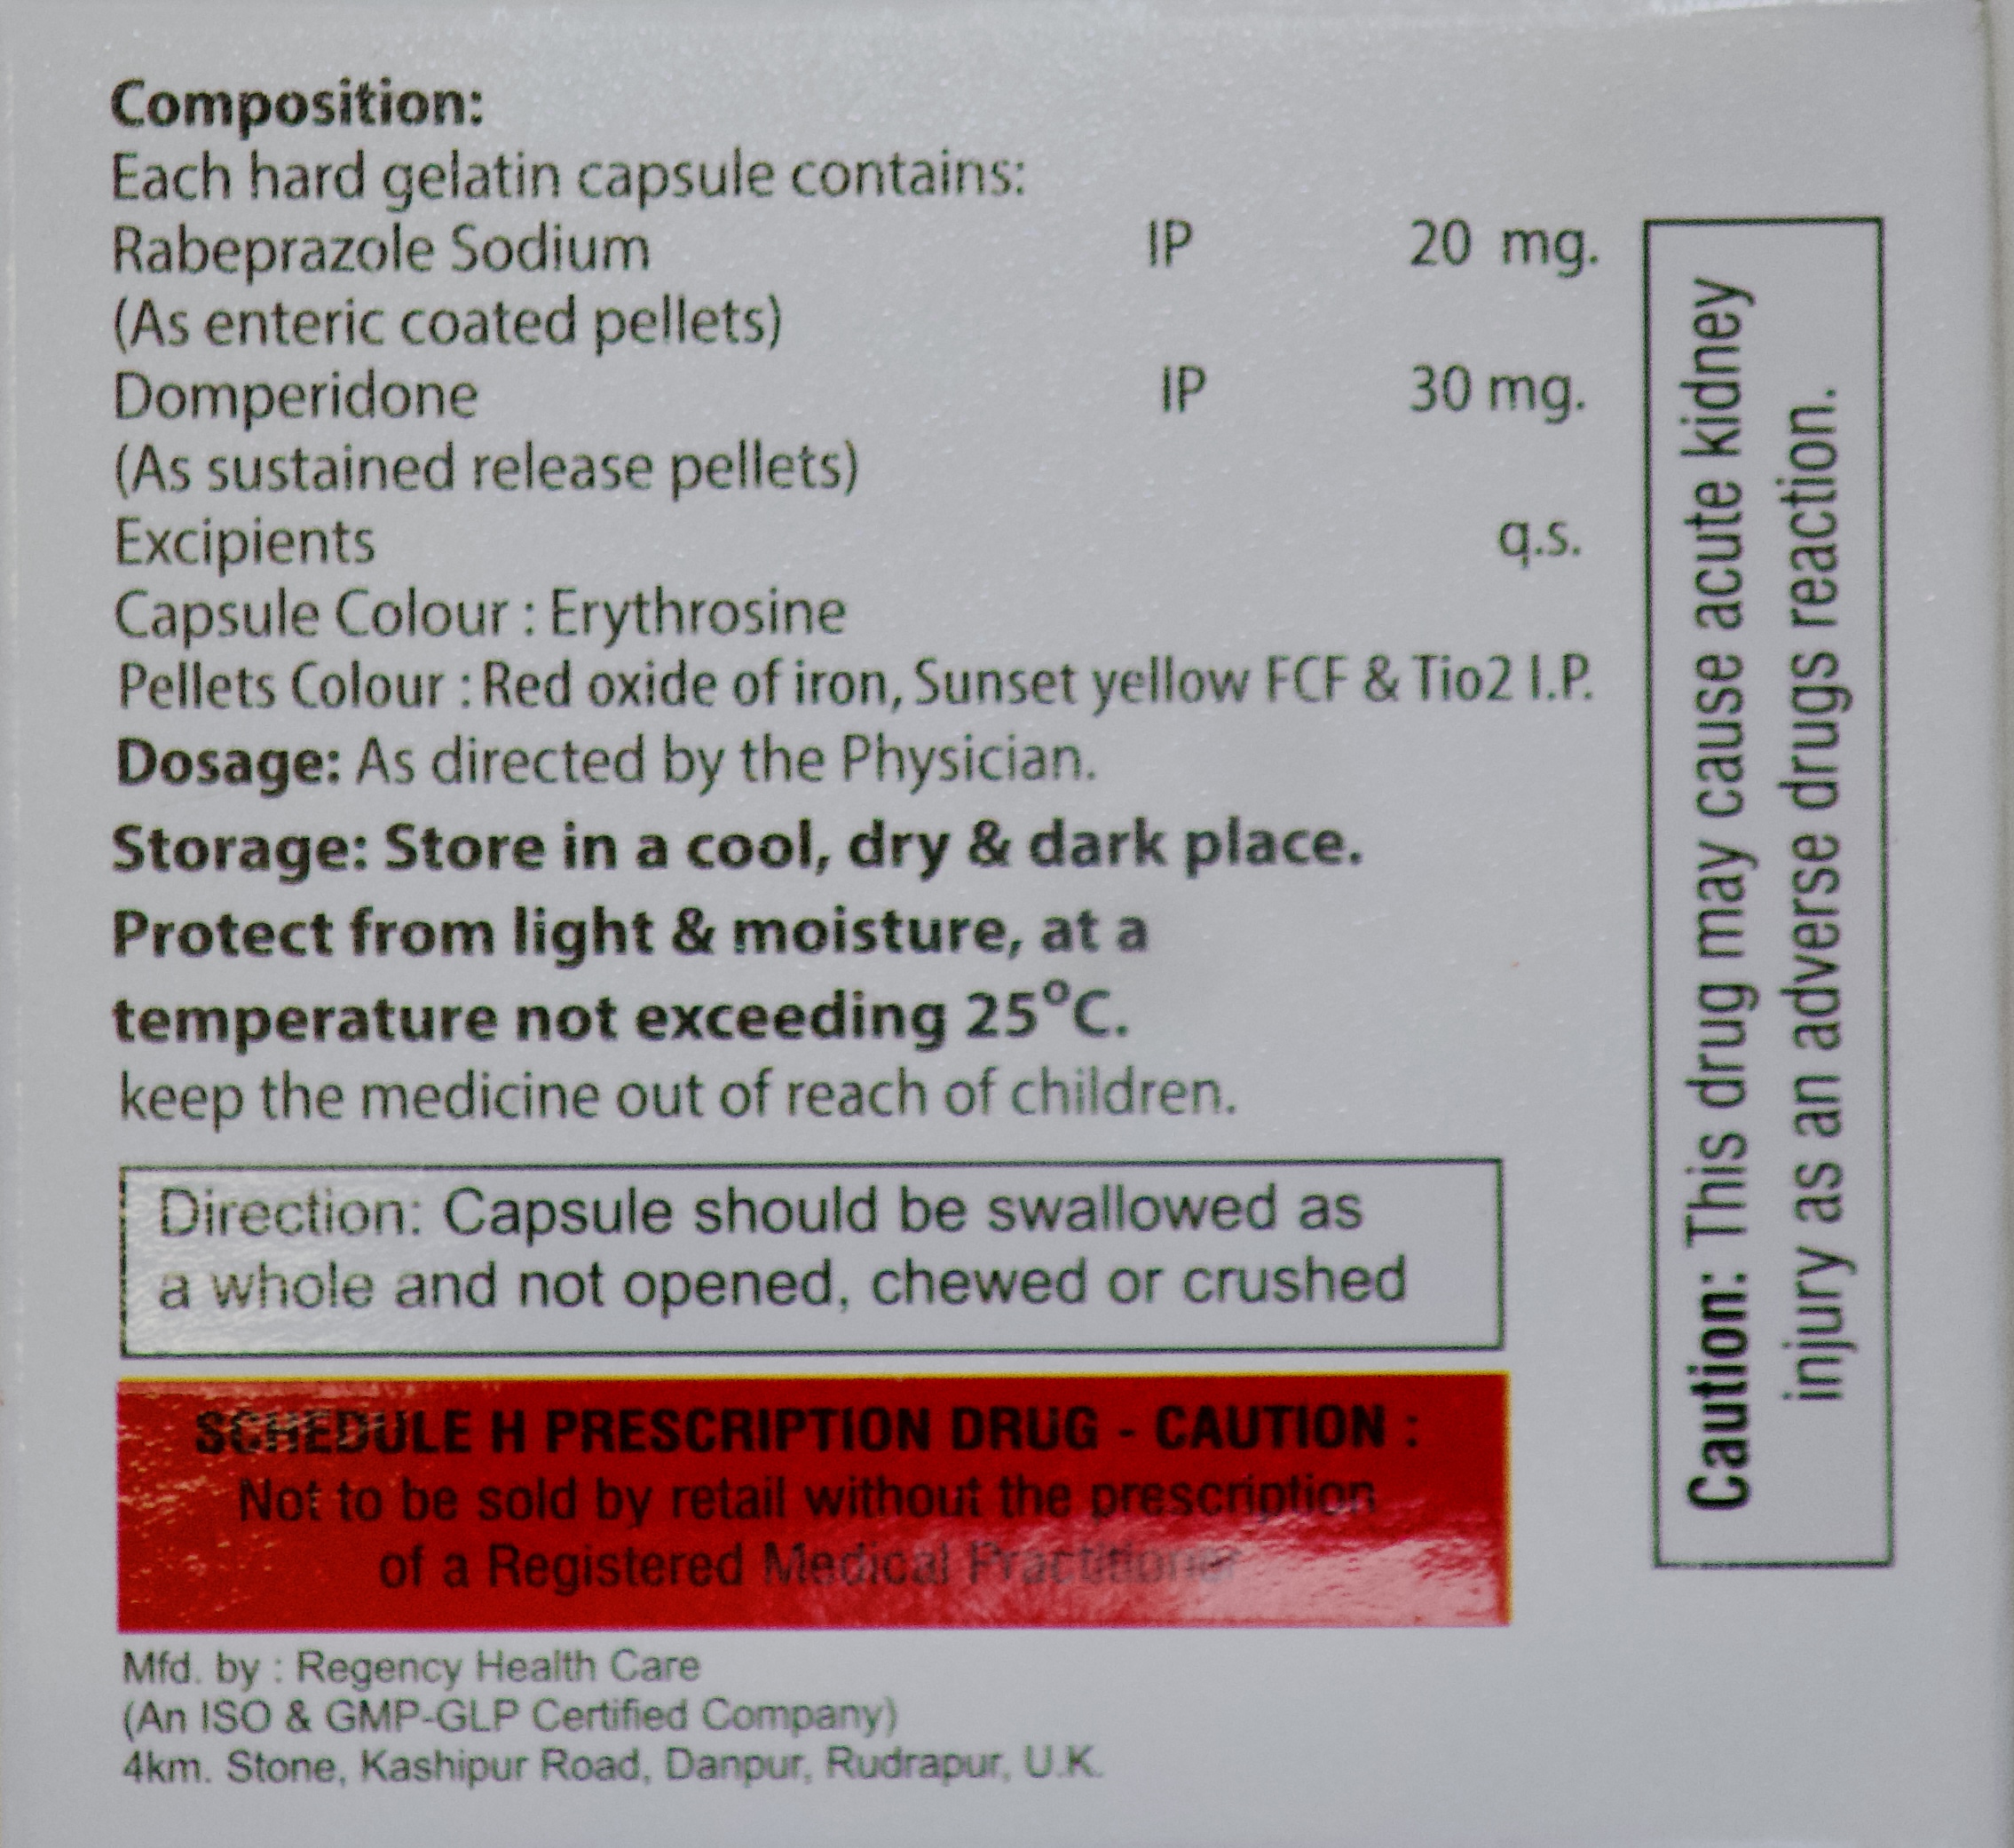 Composition:
Each hard gelatin capsule contains:
Rabeprazole Sodium IP 20 mg.
(As enteric coated pellets)
Domperidone IP 30 mg.
(As sustained release pellets)
Excipients q.s.
Capsule Colour : Erythrosine
Pellets Colour : Red oxide of iron, Sunset yellow FCF & Tio2 I.P.
Dosage: As directed by the Physician.
Storage: Store in a cool, dry & dark place.
Protect from light & moisture, at a
temperature not exceeding 25°C.
keep the medicine out of reach of children.
Direction: Capsule should be swallowed as
a whole and not opened, chewed or crushed
SCHEDULE H PRESCRIPTION DRUG - CAUTION :
Not to be sold by retail without the prescription
of a Registered Medical Practitioner
Mfd. by : Regency Health Care
(An ISO & GMP-GLP Certified Company)
4km. Stone, Kashipur Road, Danpur, Rudrapur, U.K.
Caution: This drug may cause acute kidney
injury as an adverse drugs reaction.